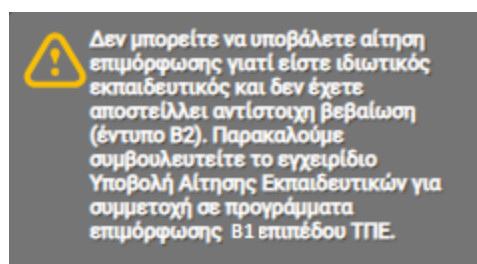 Δεν μπορείτε να υποβάλετε αίτηση
επιμόρφωσης γιατί είστε ιδιωτικός
εκπαιδευτικός και δεν έχετε
αποστείλλει αντίστοιχη βεβαίωση
(έντυπο Β2). Παρακαλούμε
συμβουλευτείτε το εγχειρίδιο
Υποβολή Αίτησης Εκπαιδευτικών για
συμμετοχή σε προγράμματα
επιμόρφωσης Β1 επιπέδου ΤΠΕ.